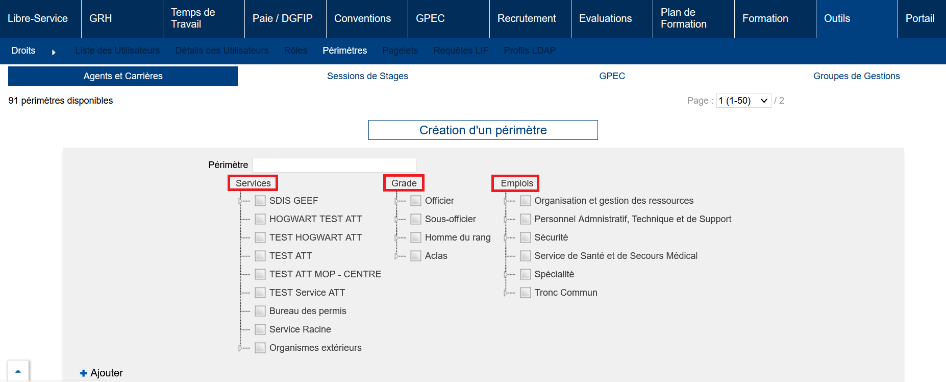 Libre-Service GRH Temps de Travail Paie / DGFIP Conventions GPEC Recrutement Evaluations Plan de Formation Formation Outils Portail
Droits Liste des Utilisateurs Détails des Utilisateurs Rôles Périmètres Pagelets Requêtes LIF Profils LDAP
Agents et Carrières Sessions de Stages GPEC Groupes de Gestions
91 périmètres disponibles Page : 1 (1-50) / 2
Création d'un périmètre
Périmètre
Services Grade Emplois
SDIS GEEF Officier Organisation et gestion des ressources
HOGWART TEST ATT Sous-officier Personnel Admnistratif, Technique et de Support
TEST HOGWART ATT Homme du rang Sécurité
TEST ATT Aclas Service de Santé et de Secours Médical
TEST ATT MOP - CENTRE Spécialité
TEST Service ATT Tronc Commun
Bureau des permis
Service Racine
Organismes extérieurs
+ Ajouter